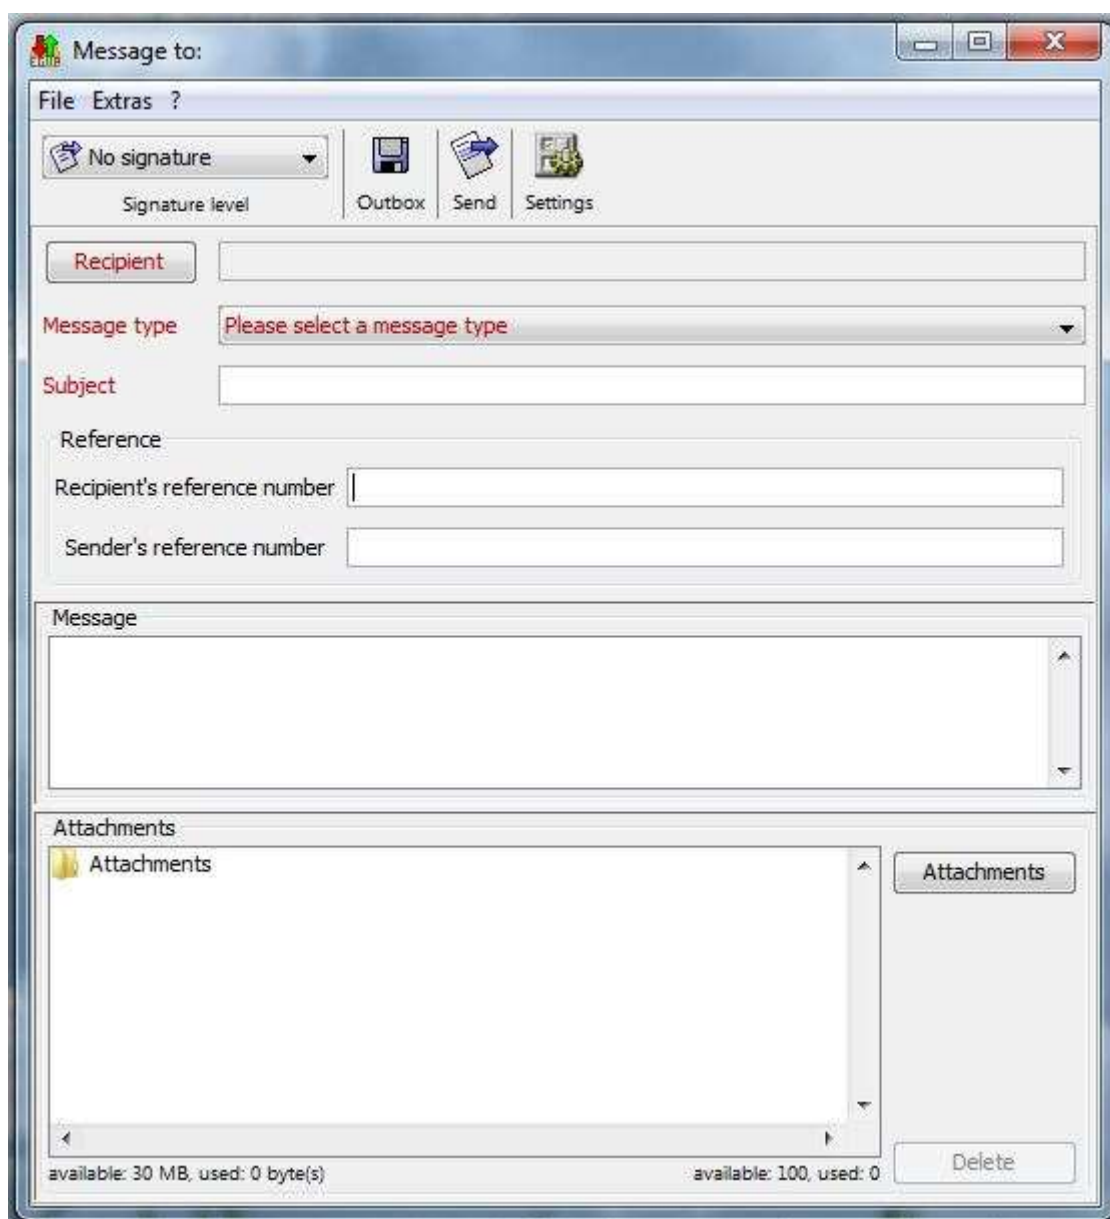 Message to:
File Extras ?
No signature
Signature level
Outbox
Send
Settings
Recipient
Message type
Please select a message type
Subject
Reference
Recipient's reference number
Sender's reference number
Message
Attachments
Attachments
Attachments
available: 30 MB, used: 0 byte(s)
available: 100, used: 0
Delete